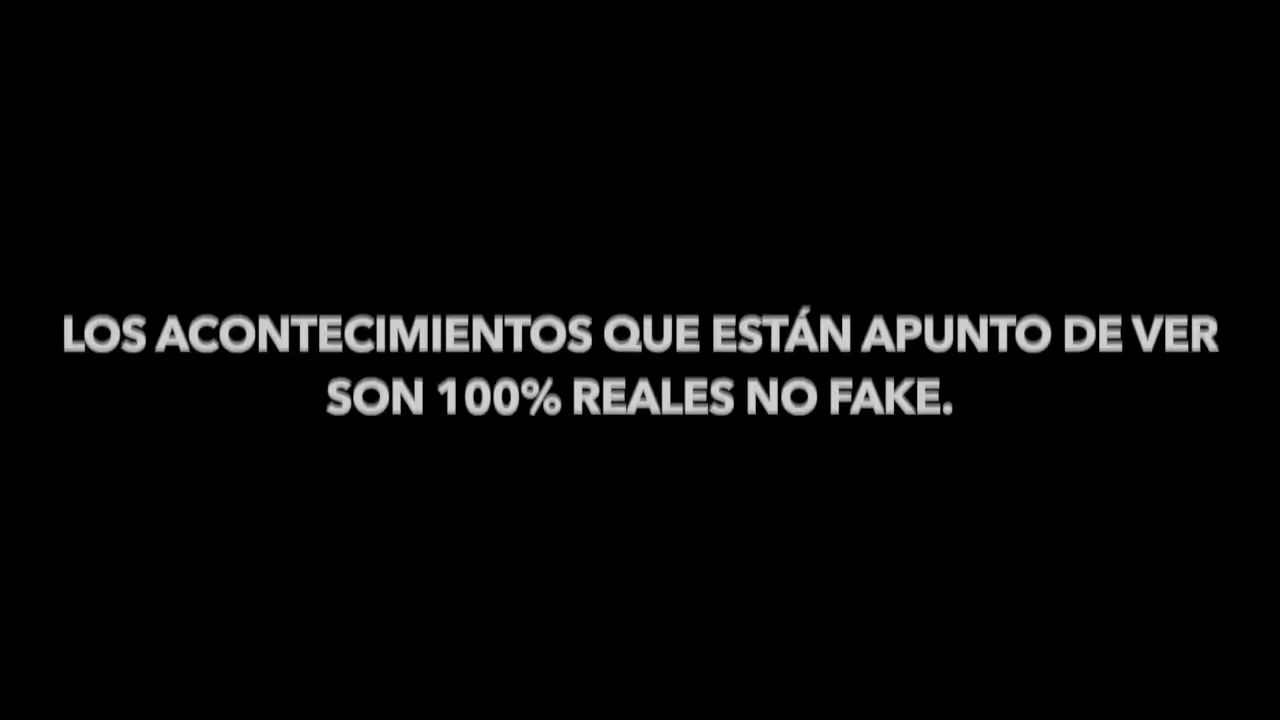 LOS ACONTECIMIENTOS QUE ESTÁN APUNTO DE VER
SON 100% REALES NO FAKE.